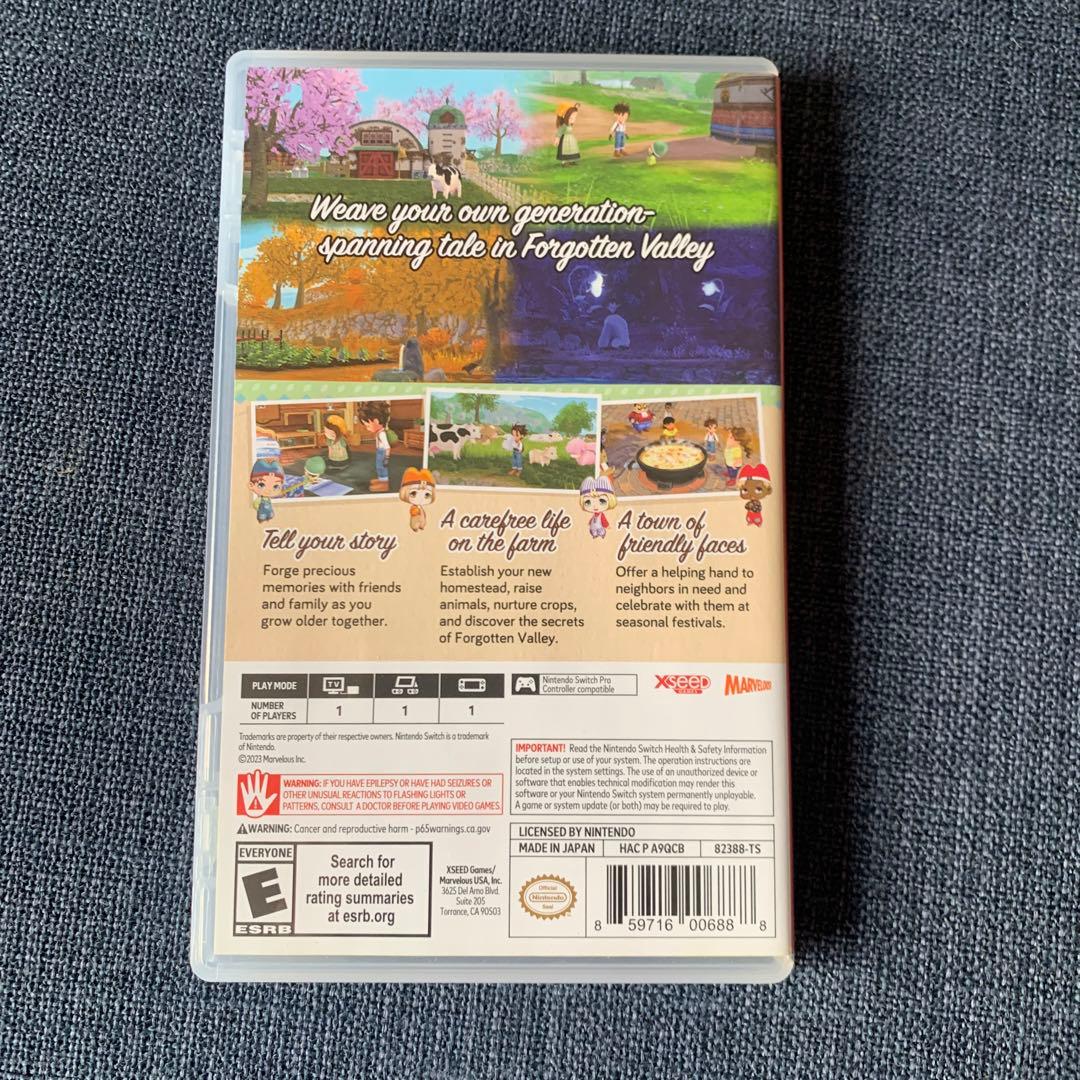 Weave your own generation-
spanning tale in Forgotten Valley
Tell your story
Forge precious
memories with friends
and family as you
grow older together.
A carefree life
on the farm
Establish your new
homestead, raise
animals, nurture crops,
and discover the secrets
of Forgotten Valley.
A town of
friendly faces
Offer a helping hand to
neighbors in need and
celebrate with them at
seasonal festivals.
PLAY MODE
TV
NUMBER
OF PLAYERS
1
1
1
Nintendo Switch Pro
Controller compatible
XSEED
GAMES
MARVELOUS
Trademarks are property of their respective owners. Nintendo Switch is a trademark
of Nintendo.
©2023 Marvelous Inc.
WARNING: IF YOU HAVE EPILEPSY OR HAVE HAD SEIZURES OR
OTHER UNUSUAL REACTIONS TO FLASHING LIGHTS OR
PATTERNS, CONSULT A DOCTOR BEFORE PLAYING VIDEO GAMES.
WARNING: Cancer and reproductive harm - p65warnings.ca.gov
EVERYONE
E
ESRB
Search for
more detailed
rating summaries
at esrb.org
XSEED Games/
Marvelous USA, Inc.
3625 Del Amo Blvd.
Suite 205
Torrance, CA 90503
IMPORTANT! Read the Nintendo Switch Health & Safety Information
before setup or use of your system. The operation instructions are
located in the system settings. The use of an unauthorized device or
software that enables technical modification may render this
software or your Nintendo Switch system permanently unplayable.
A game or system update (or both) may be required to play.
LICENSED BY NINTENDO
MADE IN JAPAN
HAC P A9QCB
82388-TS
Official
Nintendo
Seal
8 59716 00688 8